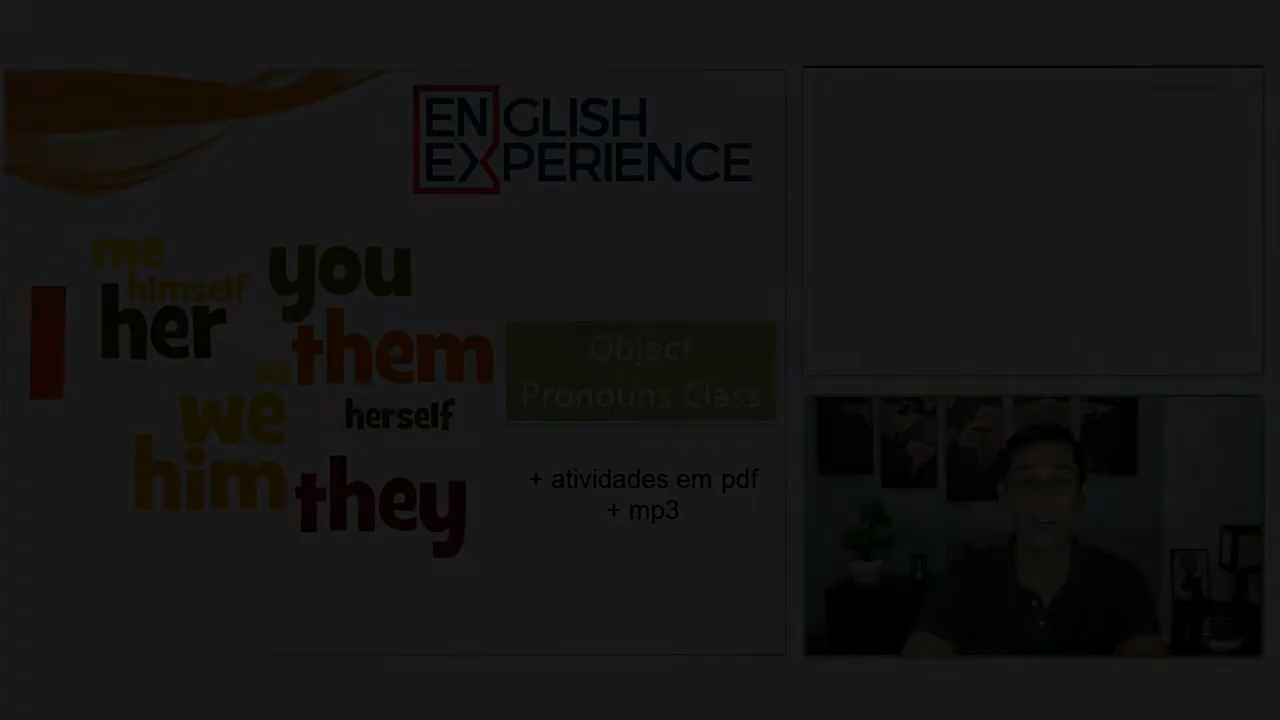 ENGLISH
EXPERIENCE
me
himself
you
I
her
them
us
we
herself
him
they
Object
Pronouns Class
+ atividades em pdf
+ mp3